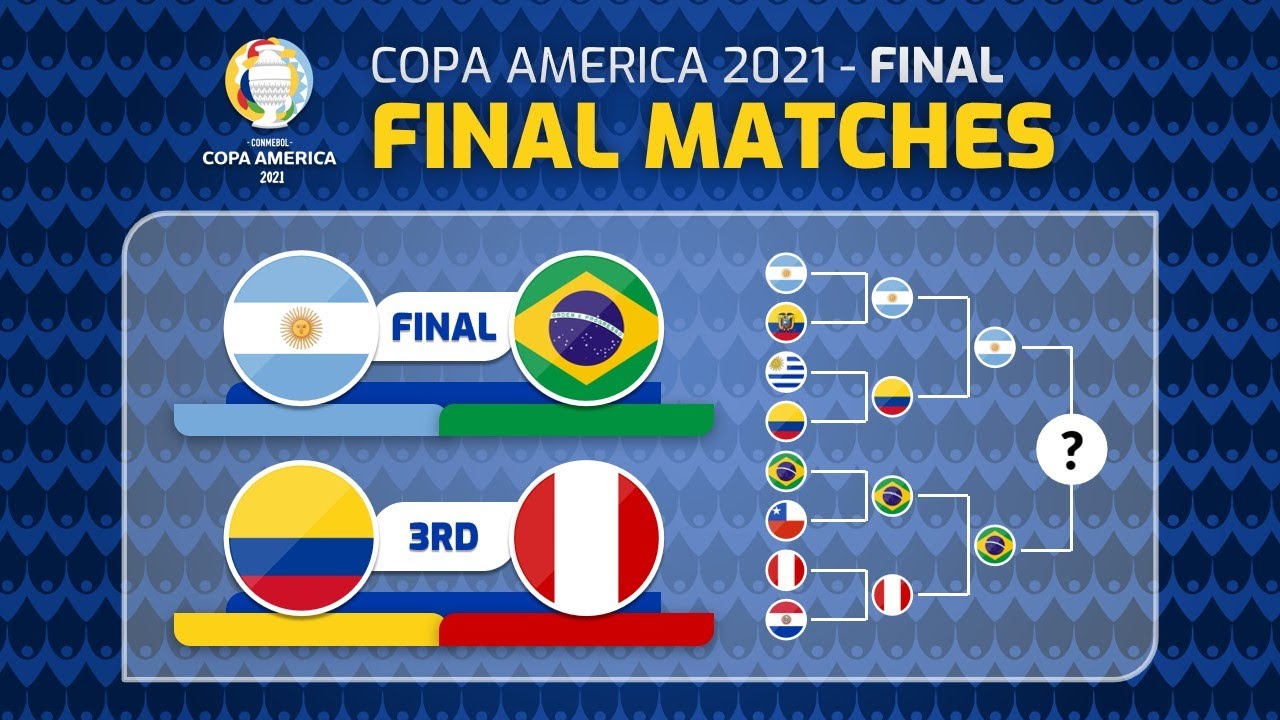 - CONMEBOL -
COPA AMERICA
2021
COPA AMERICA 2021 - FINAL
FINAL MATCHES
FINAL
3RD
?